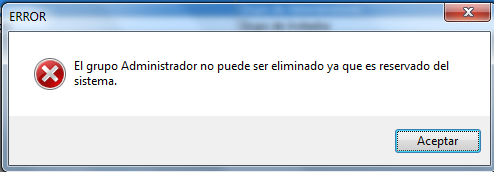 ERROR
El grupo Administrador no puede ser eliminado ya que es reservado del
sistema.
Aceptar